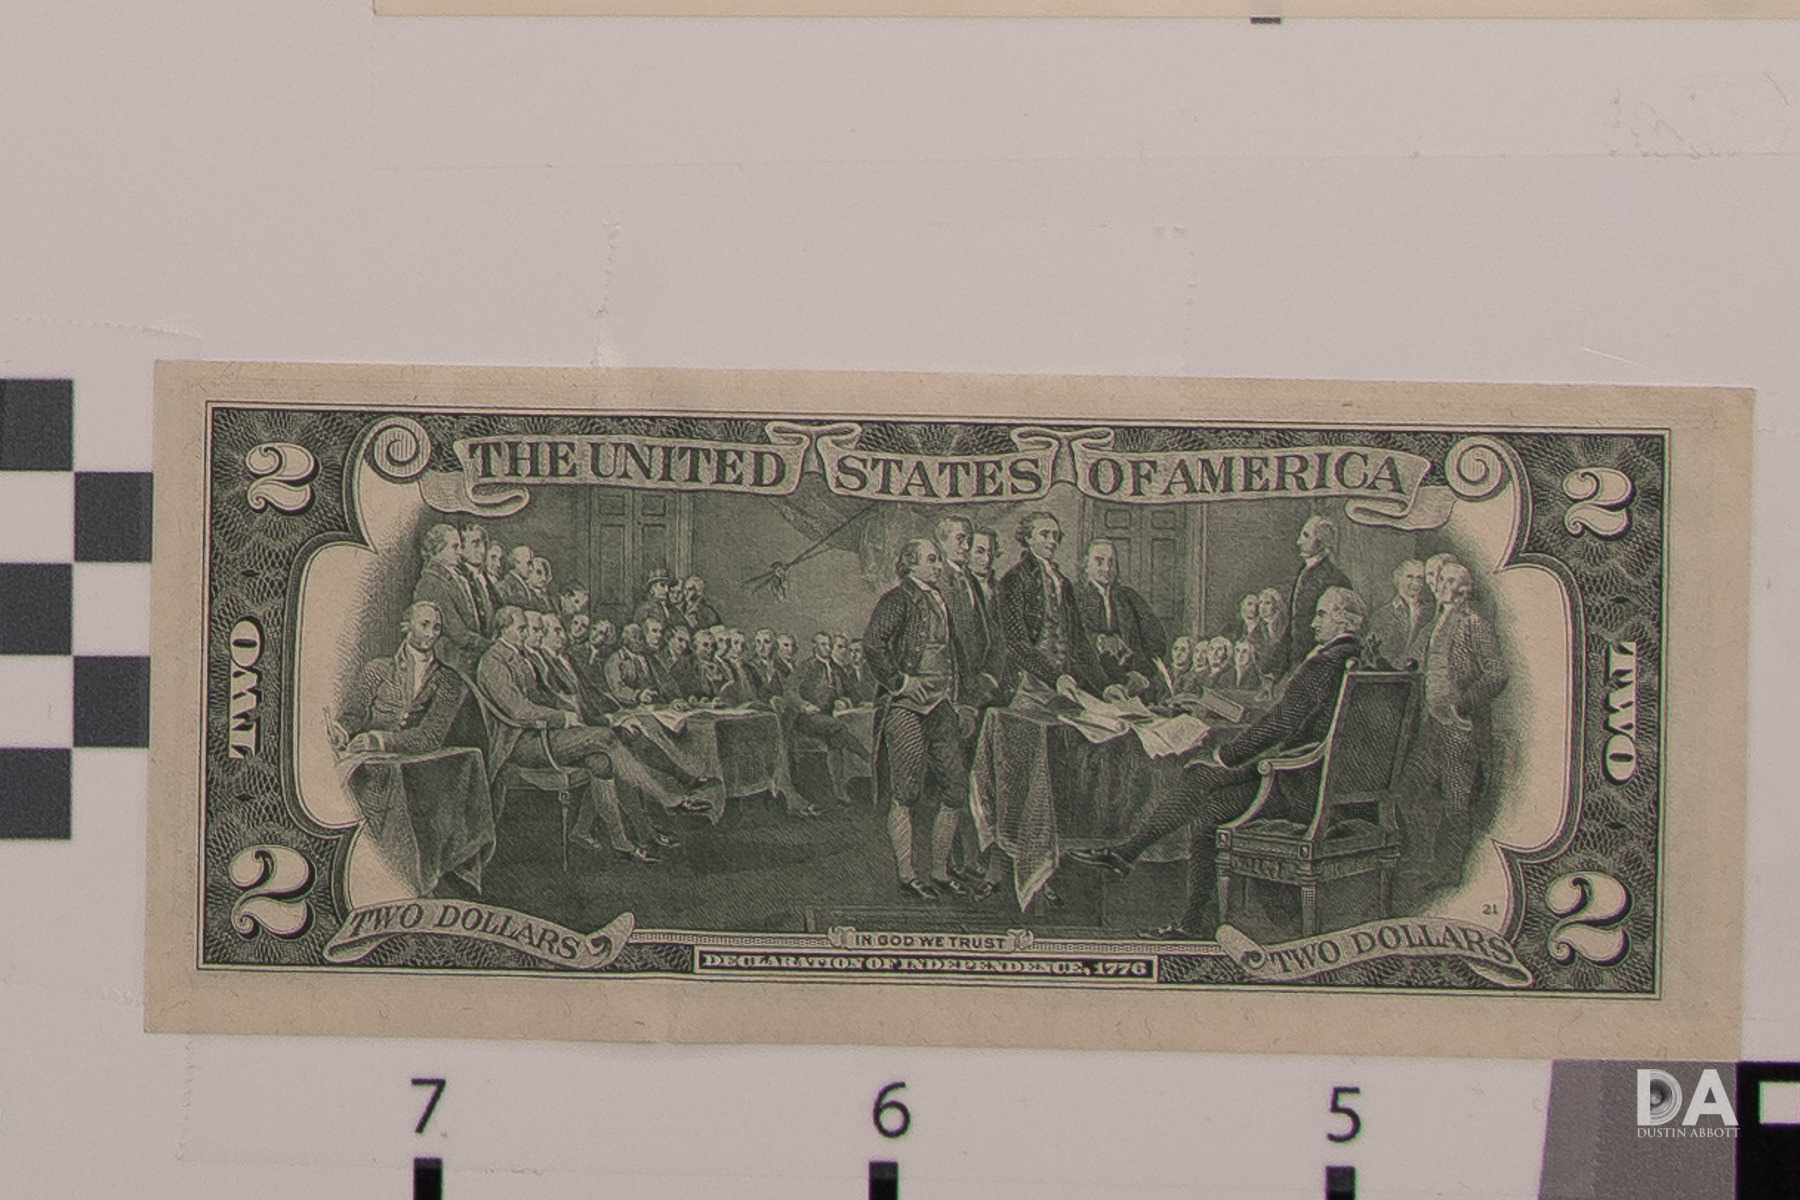 2 THE UNITED STATES OF AMERICA 2
TWO
TWO
2 2
21
TWO DOLLARS IN GOD WE TRUST TWO DOLLARS
DECLARATION OF INDEPENDENCE, 1776
7 6 5
DA
DUSTIN ABBOTT